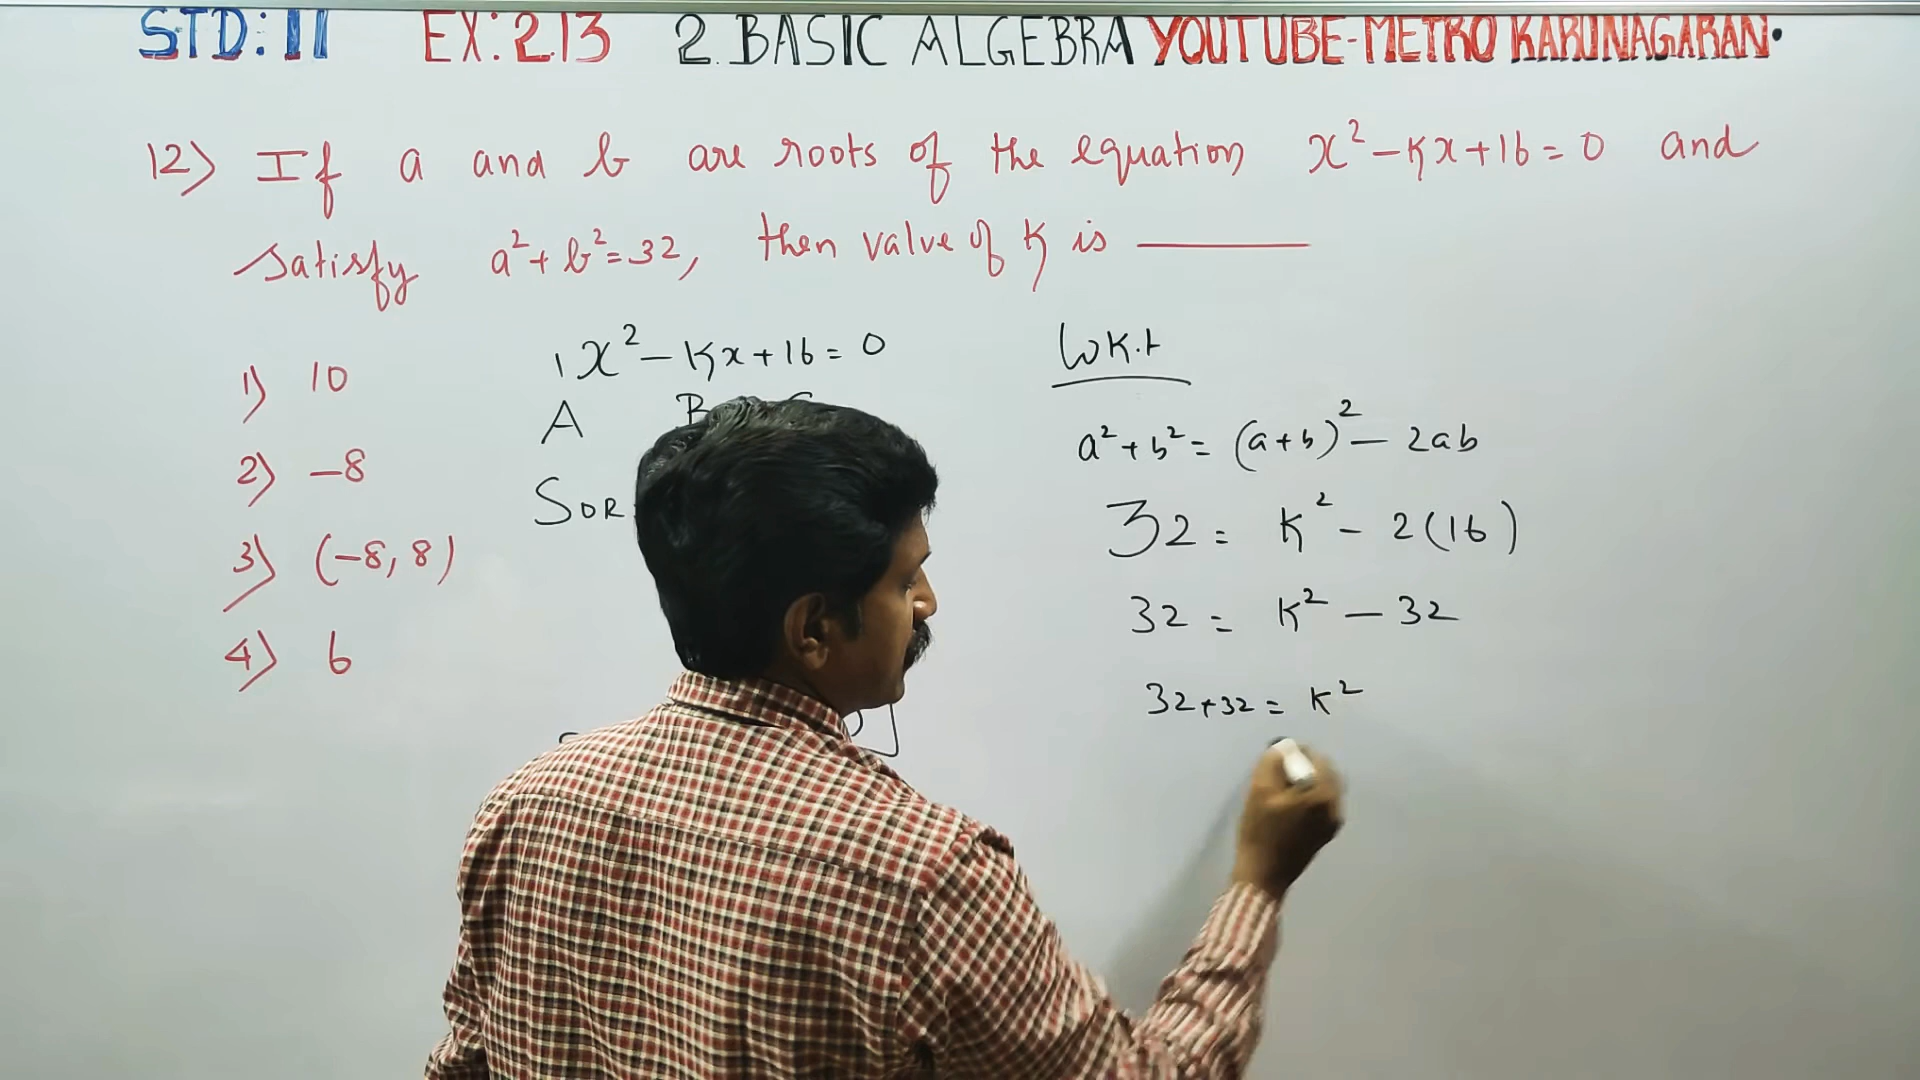 STD: 11 EX: 2.13 2. BASIC ALGEBRA YOUTUBE-METRO KARUNAGARAN.
12) If a and b are roots of the equation x² - Kx + 16 = 0 and
satisfy a² + b² = 32, then value of K is ______
1) 10
2) -8
3) (-8, 8)
4) 6
1x² - Kx + 16 = 0
A B C
SOR
W.K.t
a² + b² = (a + b)² - 2ab
32 = K² - 2(16)
32 = K² - 32
32 + 32 = K²